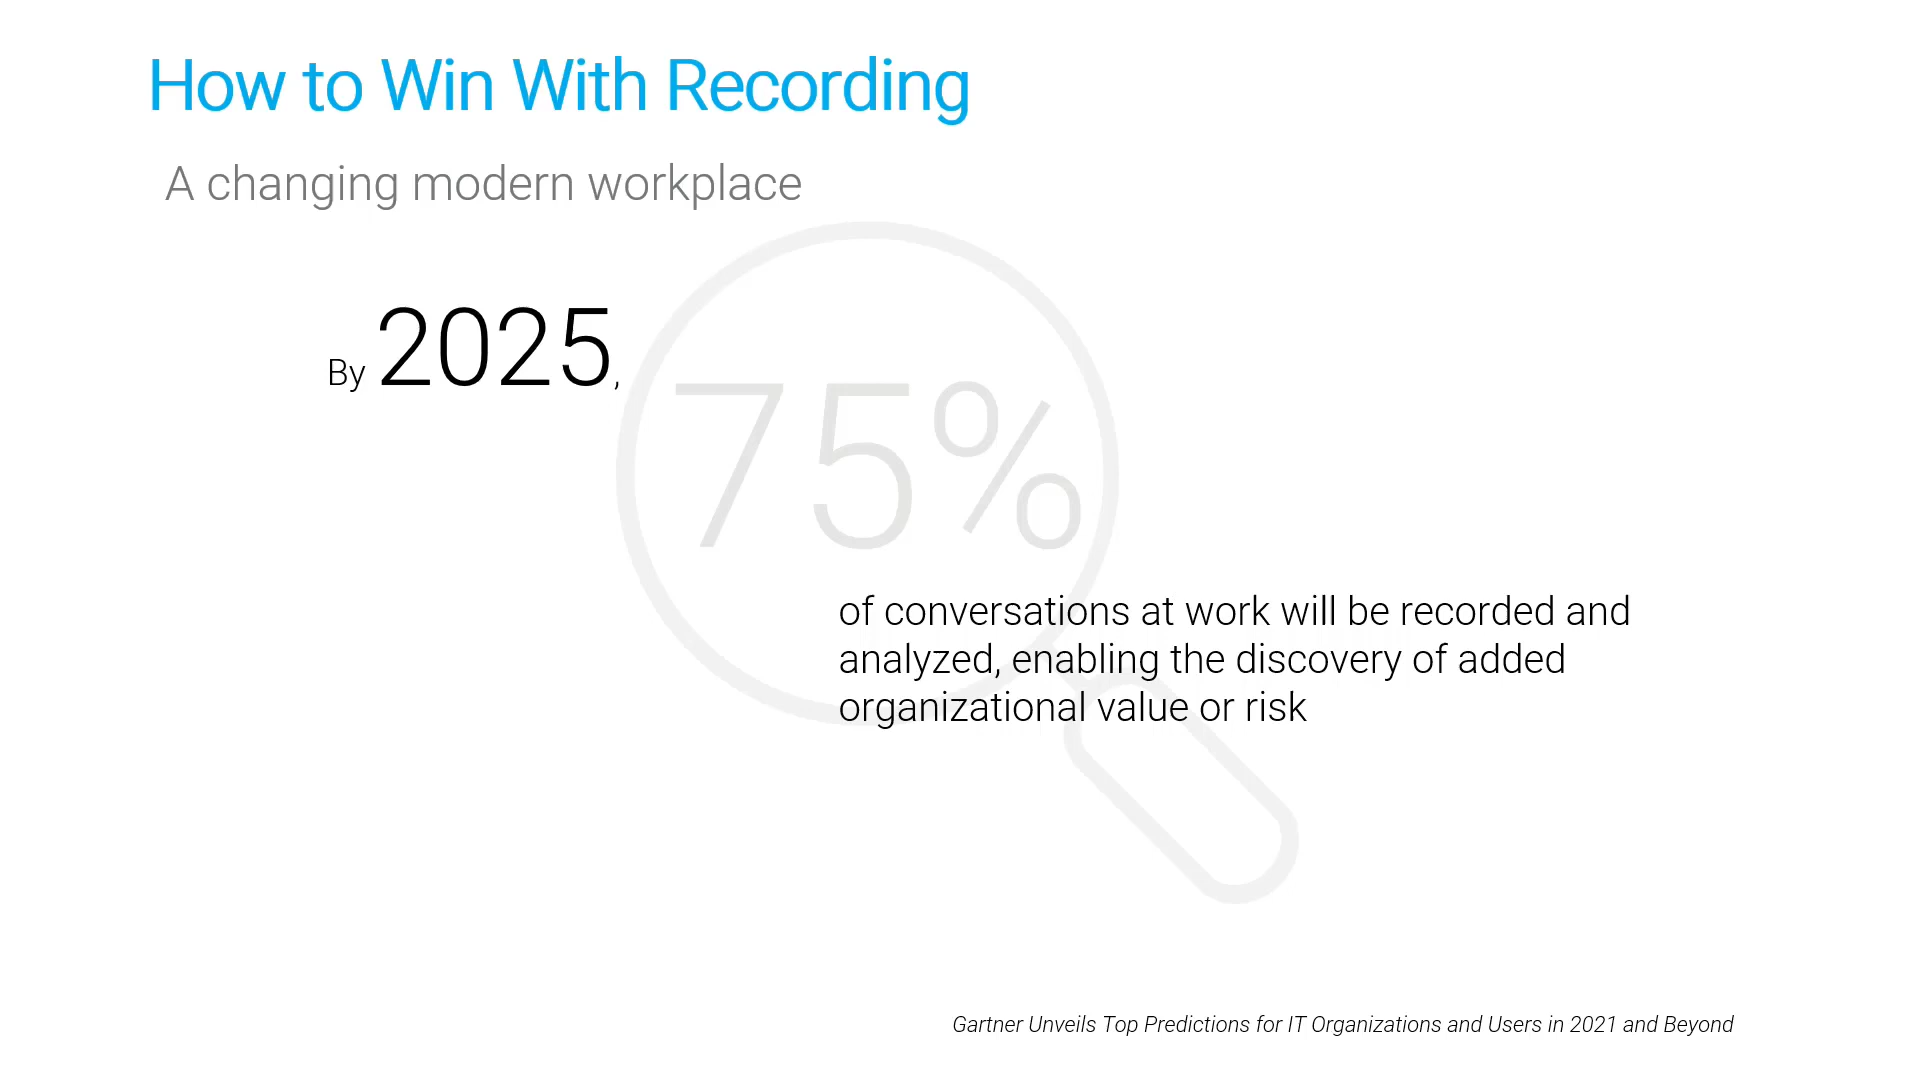 How to Win With Recording
A changing modern workplace
By 2025,
75%
of conversations at work will be recorded and
analyzed, enabling the discovery of added
organizational value or risk
Gartner Unveils Top Predictions for IT Organizations and Users in 2021 and Beyond